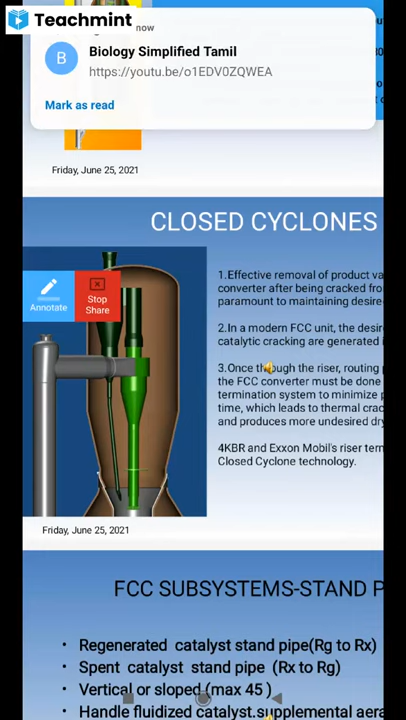 Teachmint
now
Biology Simplified Tamil
B
https://youtu.be/o1EDV0ZQWEA
Mark as read
Friday, June 25, 2021
CLOSED CYCLONES
Annotate
Stop
Share
1.Effective removal of product va
converter after being cracked fro
paramount to maintaining desire
2.In a modern FCC unit, the desir
catalytic cracking are generated i
3.Once through the riser, routing p
the FCC converter must be done
termination system to minimize p
time, which leads to thermal crac
and produces more undesired dry
4KBR and Exxon Mobil's riser tern
Closed Cyclone technology.
Friday, June 25, 2021
FCC SUBSYSTEMS-STAND P
• Regenerated catalyst stand pipe(Rg to Rx)
• Spent catalyst stand pipe (Rx to Rg)
• Vertical or sloped (max 45 )
• Handle fluidized catalyst.supplemental aera